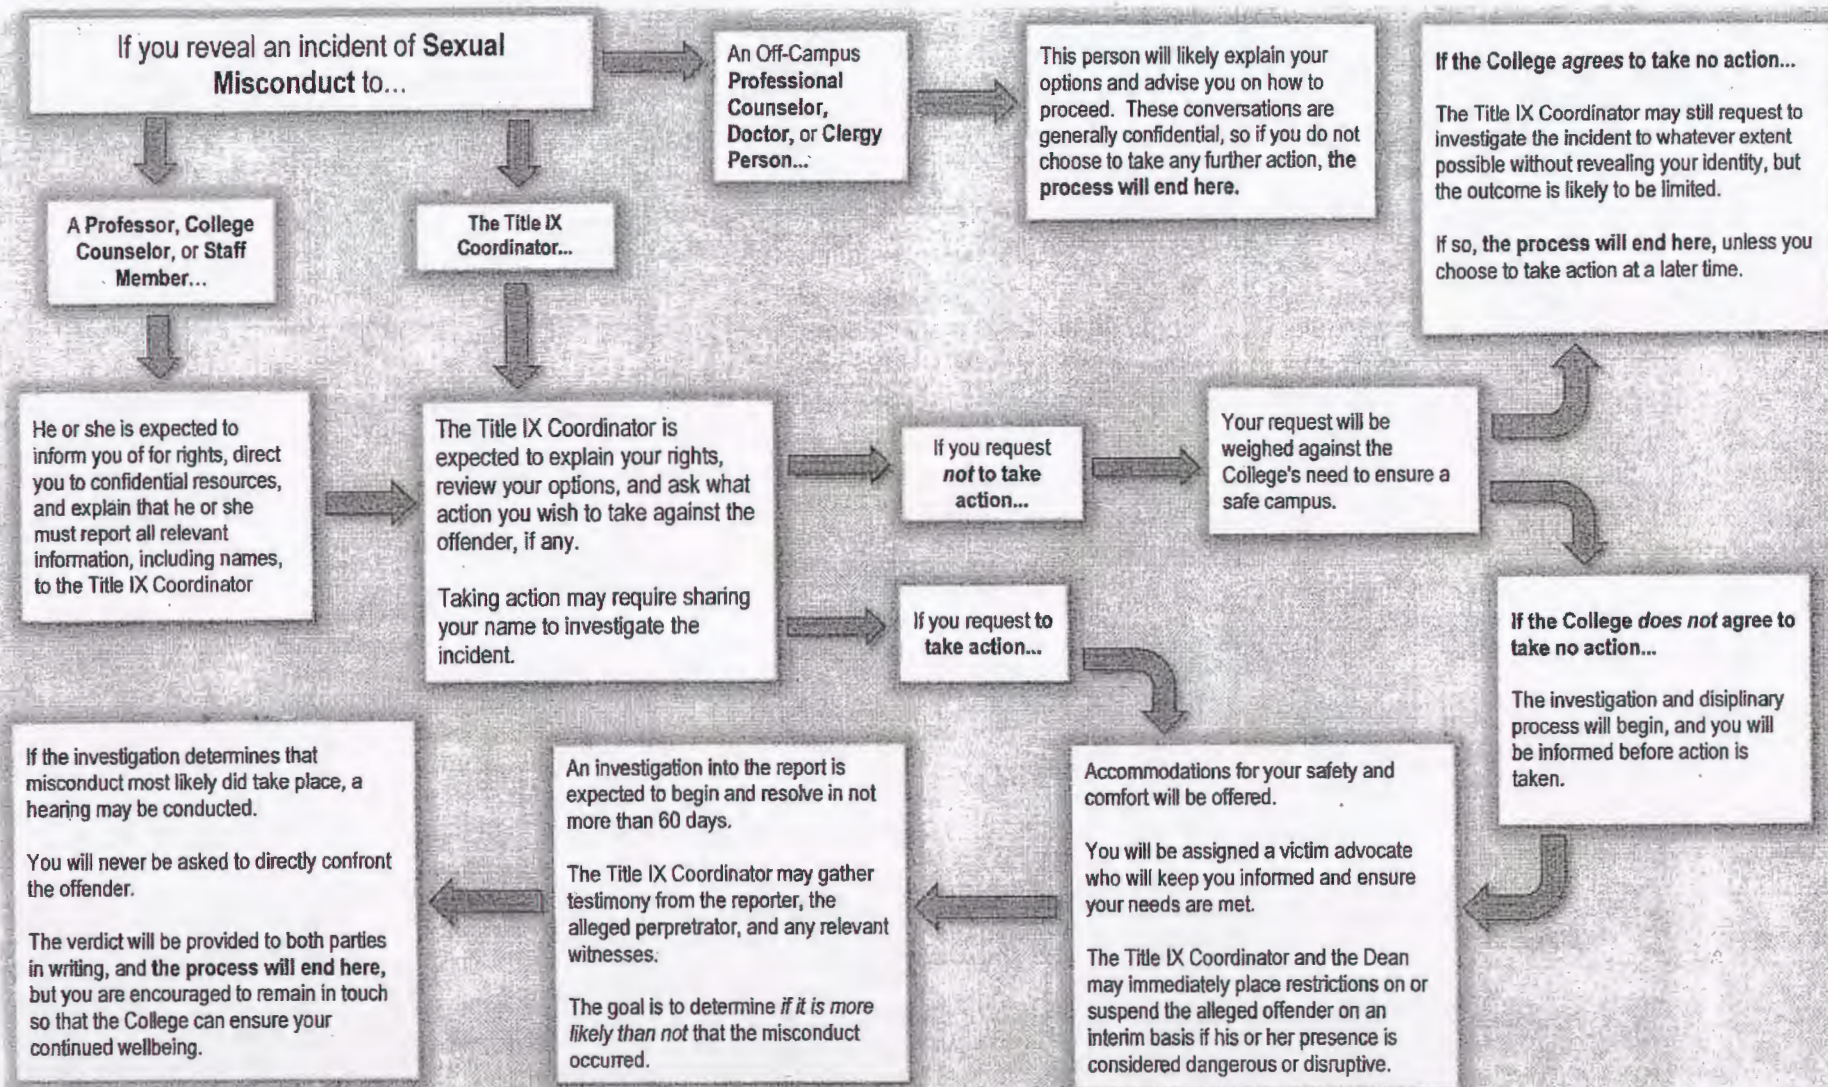 If you reveal an incident of Sexual
Misconduct to...
An Off-Campus
Professional
Counselor,
Doctor, or Clergy
Person...
This person will likely explain your
options and advise you on how to
proceed. These conversations are
generally confidential, so if you do not
choose to take any further action, the
process will end here.
If the College agrees to take no action...
The Title IX Coordinator may still request to
investigate the incident to whatever extent
possible without revealing your identity, but
the outcome is likely to be limited.
If so, the process will end here, unless you
choose to take action at a later time.
A Professor, College
Counselor, or Staff
Member...
The Title IX
Coordinator...
He or she is expected to
inform you of for rights, direct
you to confidential resources,
and explain that he or she
must report all relevant
information, including names,
to the Title IX Coordinator
The Title IX Coordinator is
expected to explain your rights,
review your options, and ask what
action you wish to take against the
offender, if any.
Taking action may require sharing
your name to investigate the
incident.
If you request
not to take
action...
Your request will be
weighed against the
College's need to ensure a
safe campus.
If you request to
take action...
If the College does not agree to
take no action...
The investigation and disiplinary
process will begin, and you will
be informed before action is
taken.
If the investigation determines that
misconduct most likely did take place, a
hearing may be conducted.
You will never be asked to directly confront
the offender.
The verdict will be provided to both parties
in writing, and the process will end here,
but you are encouraged to remain in touch
so that the College can ensure your
continued wellbeing.
An investigation into the report is
expected to begin and resolve in not
more than 60 days.
The Title IX Coordinator may gather
testimony from the reporter, the
alleged perpretrator, and any relevant
witnesses.
The goal is to determine if it is more
likely than not that the misconduct
occurred.
Accommodations for your safety and
comfort will be offered.
You will be assigned a victim advocate
who will keep you informed and ensure
your needs are met.
The Title IX Coordinator and the Dean
may immediately place restrictions on or
suspend the alleged offender on an
interim basis if his or her presence is
considered dangerous or disruptive.